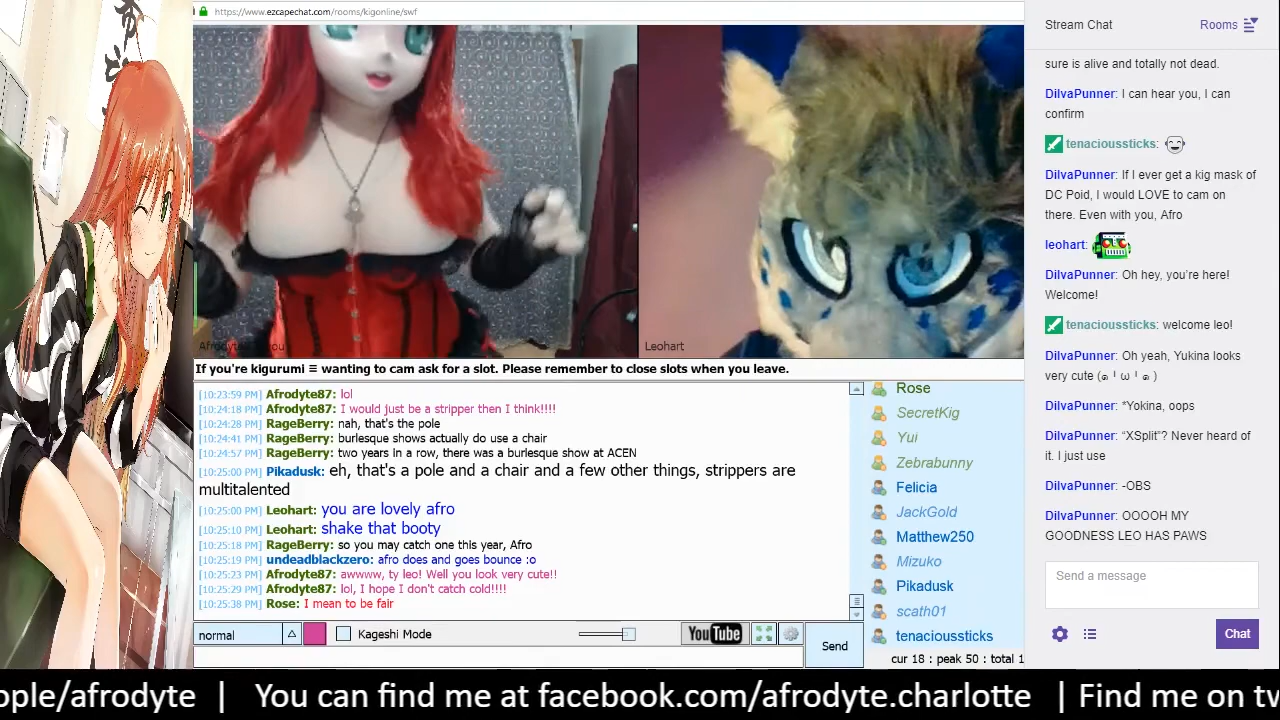 https://www.ezcapechat.com/rooms/kigonline/swf
Leohart
If you're kigurumi ≡ wanting to cam ask for a slot. Please remember to close slots when you leave.
[10:23:59 PM] Afrodyte87: lol
[10:24:18 PM] Afrodyte87: I would just be a stripper then I think!!!!
[10:24:28 PM] RageBerry: nah, that's the pole
[10:24:41 PM] RageBerry: burlesque shows actually do use a chair
[10:24:57 PM] RageBerry: two years in a row, there was a burlesque show at ACEN
[10:25:00 PM] Pikadusk: eh, that's a pole and a chair and a few other things, strippers are
multitalented
[10:25:00 PM] Leohart: you are lovely afro
[10:25:10 PM] Leohart: shake that booty
[10:25:18 PM] RageBerry: so you may catch one this year, Afro
[10:25:19 PM] undeadblackzero: afro does and goes bounce :o
[10:25:23 PM] Afrodyte87: awwww, ty leo! Well you look very cute!!
[10:25:29 PM] Afrodyte87: lol, I hope I don't catch cold!!!!
[10:25:38 PM] Rose: I mean to be fair
normal
Kageshi Mode
YouTube
Send
Rose
SecretKig
Yui
Zebrabunny
Felicia
JackGold
Matthew250
Mizuko
Pikadusk
scath01
tenacioussticks
cur 18 : peak 50 : total 1
Stream Chat
Rooms
sure is alive and totally not dead.
DilvaPunner: I can hear you, I can
confirm
tenacioussticks:
DilvaPunner: If I ever get a kig mask of
DC Poid, I would LOVE to cam on
there. Even with you, Afro
leohart:
DilvaPunner: Oh hey, you're here!
Welcome!
tenacioussticks: welcome leo!
DilvaPunner: Oh yeah, Yukina looks
very cute (๑╹ω╹๑)
DilvaPunner: *Yokina, oops
DilvaPunner: “XSplit”? Never heard of
it. I just use
DilvaPunner: -OBS
DilvaPunner: OOOOH MY
GOODNESS LEO HAS PAWS
Send a message
Chat
ople/afrodyte | You can find me at facebook.com/afrodyte.charlotte | Find me on tw